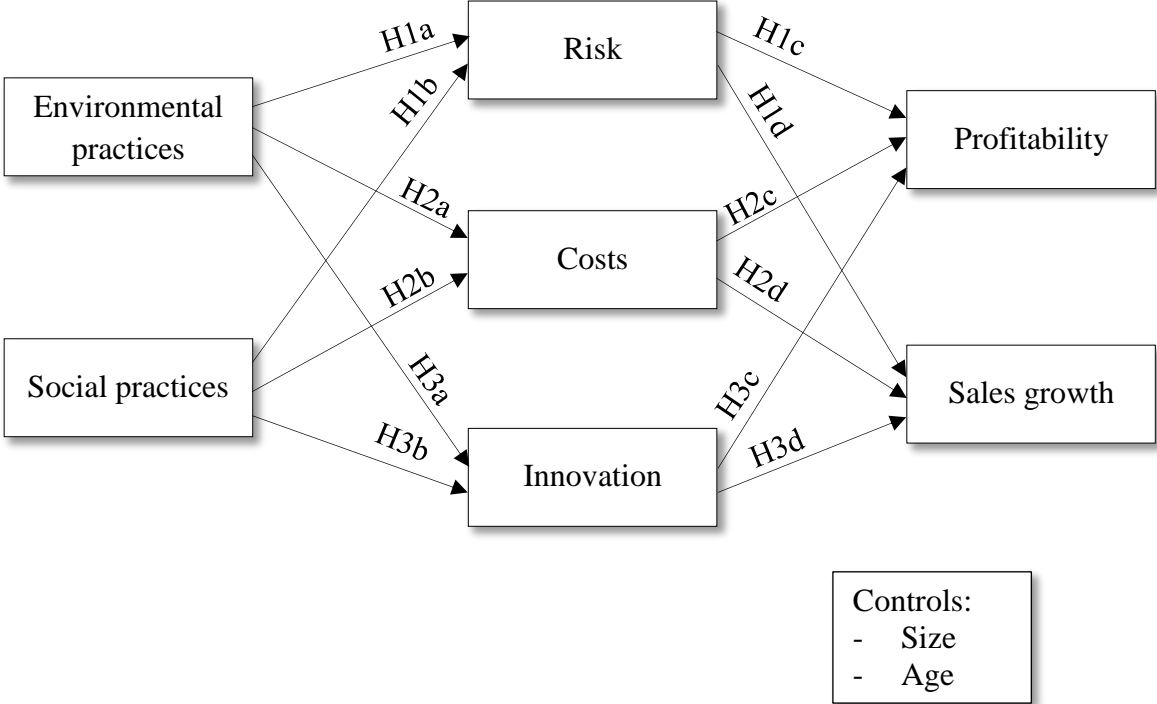 H1a
Risk
H1c
Environmental
practices
H1b
H1d
Profitability
H2a
H2c
Costs
H2b
H2d
Social practices
H3a
H3c
Sales growth
H3b
H3d
Innovation
Controls:
- Size
- Age